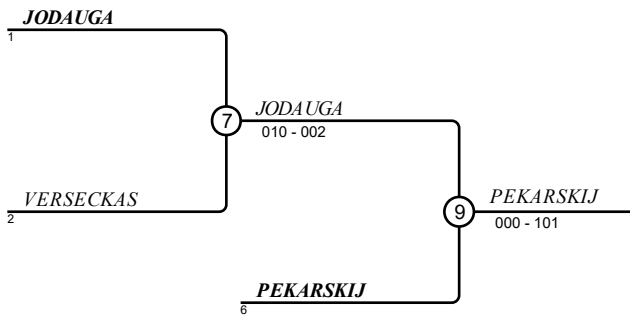 JODAUGA
1
7
JODAUGA
010 - 002
VERSECKAS
2
9
PEKARSKIJ
000 - 101
PEKARSKIJ
6